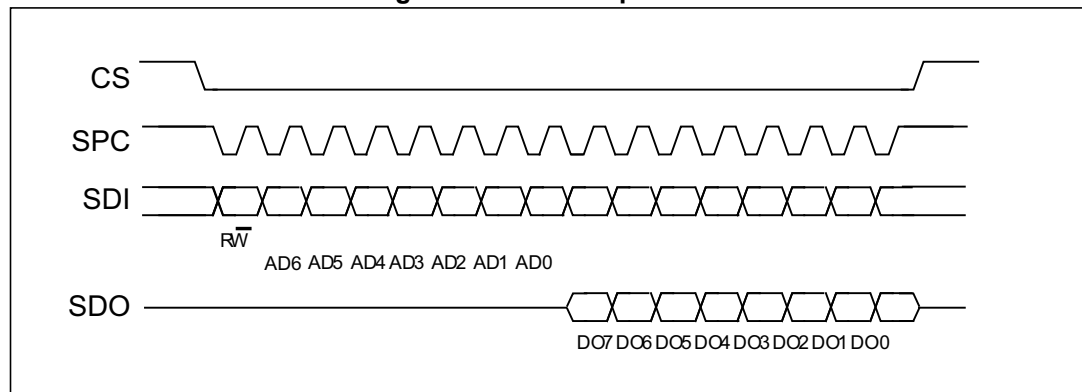 CS
SPC
SDI
RW
AD6 AD5 AD4 AD3 AD2 AD1 AD0
SDO
DO7 DO6 DO5 DO4 DO3 DO2 DO1 DO0